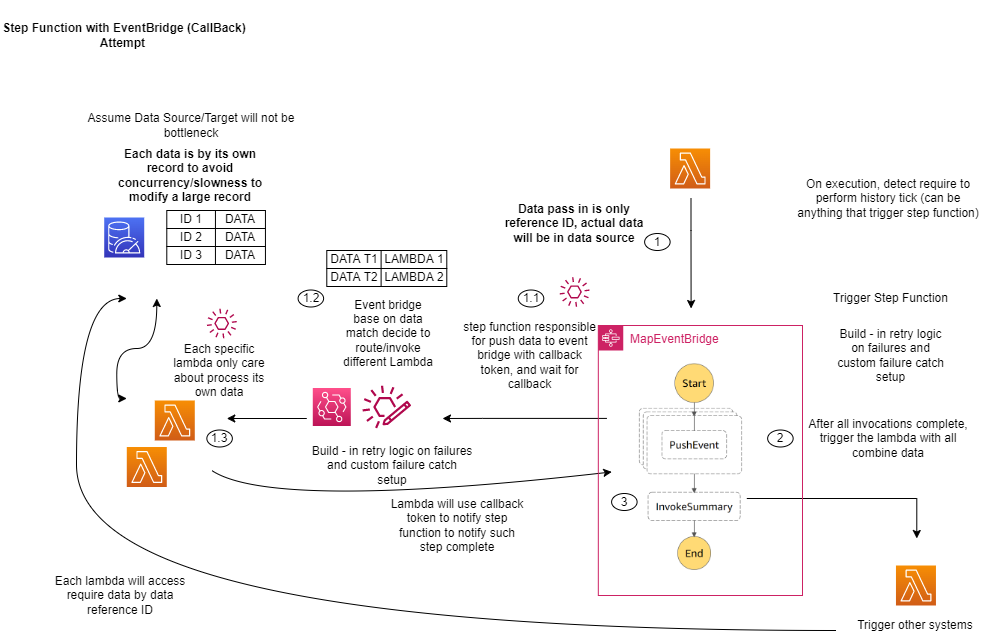 Step Function with EventBridge (CallBack)
Attempt
Assume Data Source/Target will not be
bottleneck
Each data is by its own
record to avoid
concurrency/slowness to
modify a large record
ID 1 DATA
ID 2 DATA
ID 3 DATA
On execution, detect require to
perform history tick (can be
anything that trigger step function)
Data pass in is only
reference ID, actual data
will be in data source
1
DATA T1 LAMBDA 1
DATA T2 LAMBDA 2
1.2
Event bridge
base on data
match decide to
route/invoke
different Lambda
1.1
step function responsible
for push data to event
bridge with callback
token, and wait for
callback
Trigger Step Function
Build - in retry logic
on failures and
custom failure catch
setup
Each specific
lambda only care
about process its
own data
MapEventBridge
Start
PushEvent
InvokeSummary
End
2
After all invocations complete,
trigger the lambda with all
combine data
1.3
Build - in retry logic on failures
and custom failure catch
setup
3
Lambda will use callback
token to notify step
function to notify such
step complete
Each lambda will access
require data by data
reference ID
Trigger other systems